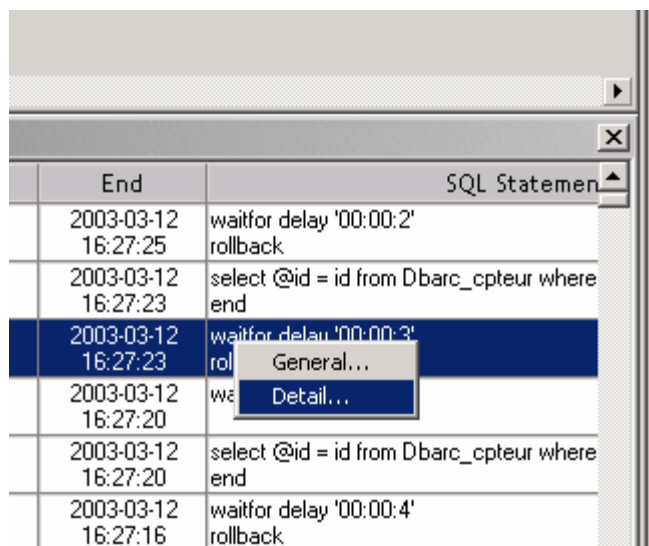 End SQL Statemen
2003-03-12 waitfor delay '00:00:2'
16:27:25 rollback
2003-03-12 select @id = id from Dbarc_cpteur where
16:27:23 end
2003-03-12 waitfor delay '00:00:3'
16:27:23 rol
General...
2003-03-12 wa
Detail...
16:27:20
2003-03-12 select @id = id from Dbarc_cpteur where
16:27:20 end
2003-03-12 waitfor delay '00:00:4'
16:27:16 rollback